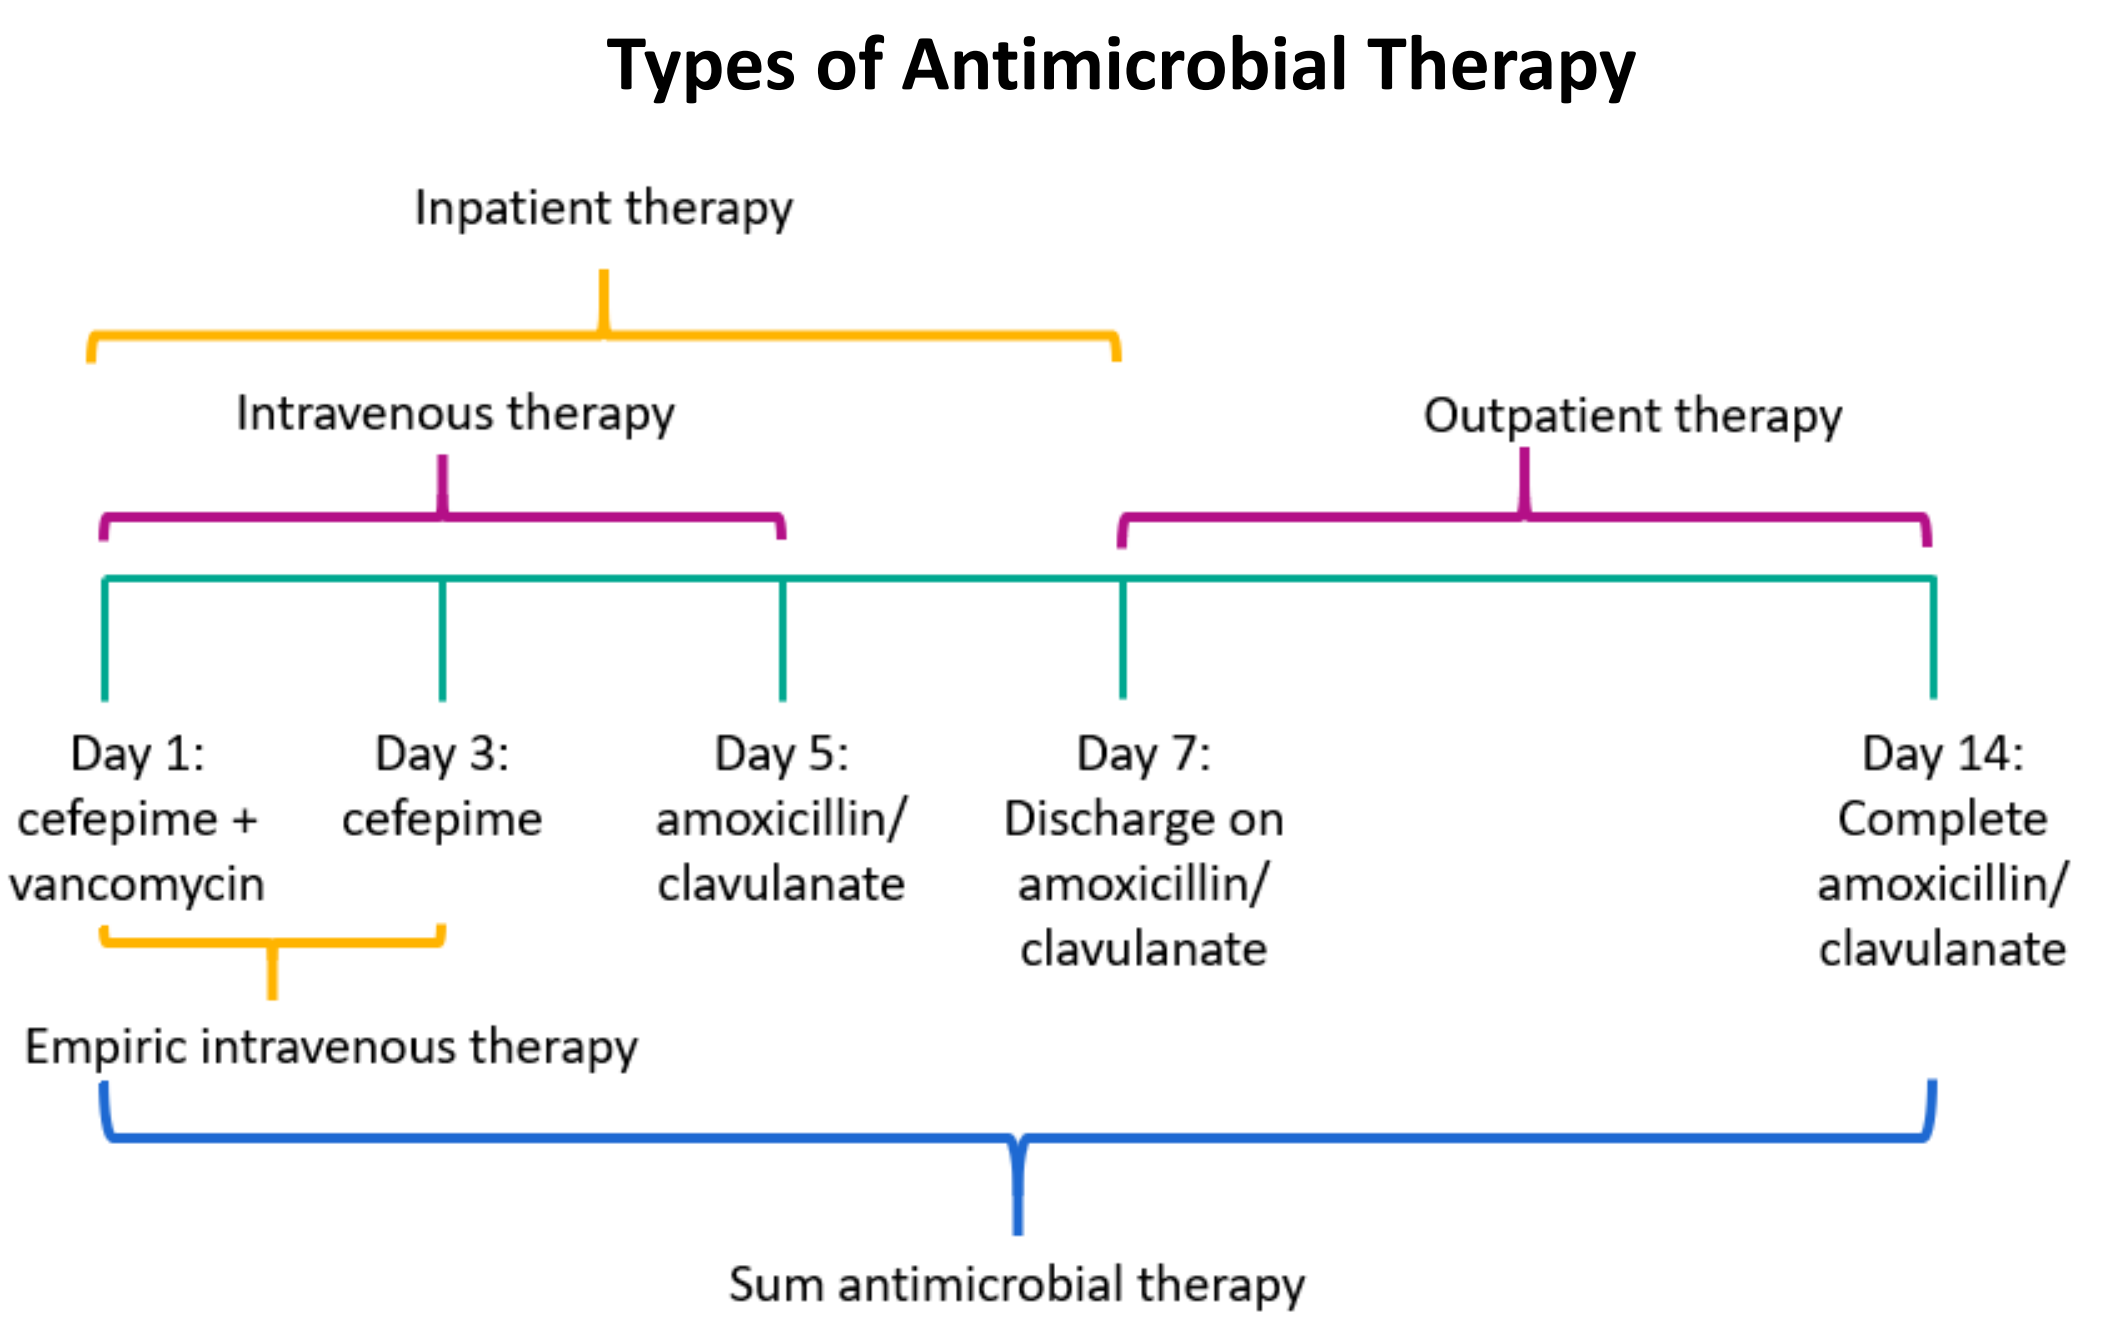 Types of Antimicrobial Therapy
Inpatient therapy
Intravenous therapy
Outpatient therapy
Day 1:
cefepime +
vancomycin
Day 3:
cefepime
Day 5:
amoxicillin/
clavulanate
Day 7:
Discharge on
amoxicillin/
clavulanate
Day 14:
Complete
amoxicillin/
clavulanate
Empiric intravenous therapy
Sum antimicrobial therapy